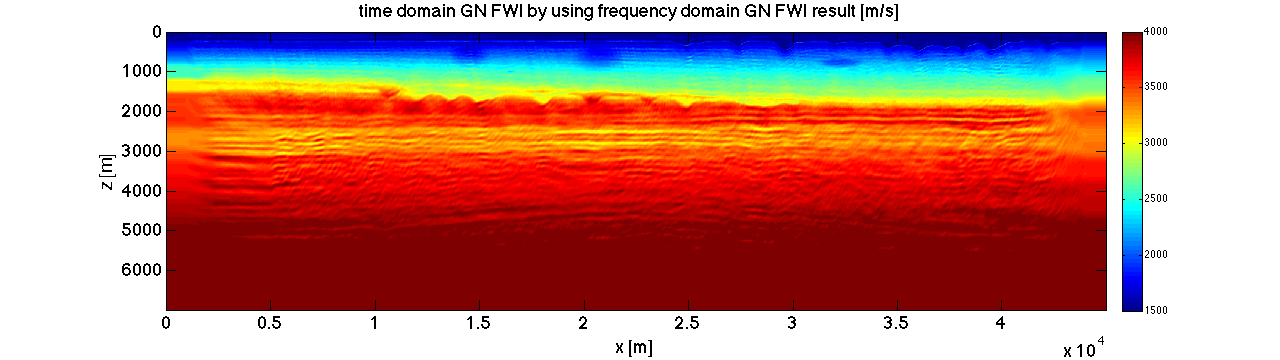 time domain GN FWI by using frequency domain GN FWI result [m/s]
0
1000
2000
3000
4000
5000
6000
z [m]
0 0.5 1 1.5 2 2.5 3 3.5 4
x [m]
x 10^4
4000
3500
3000
2500
2000
1500